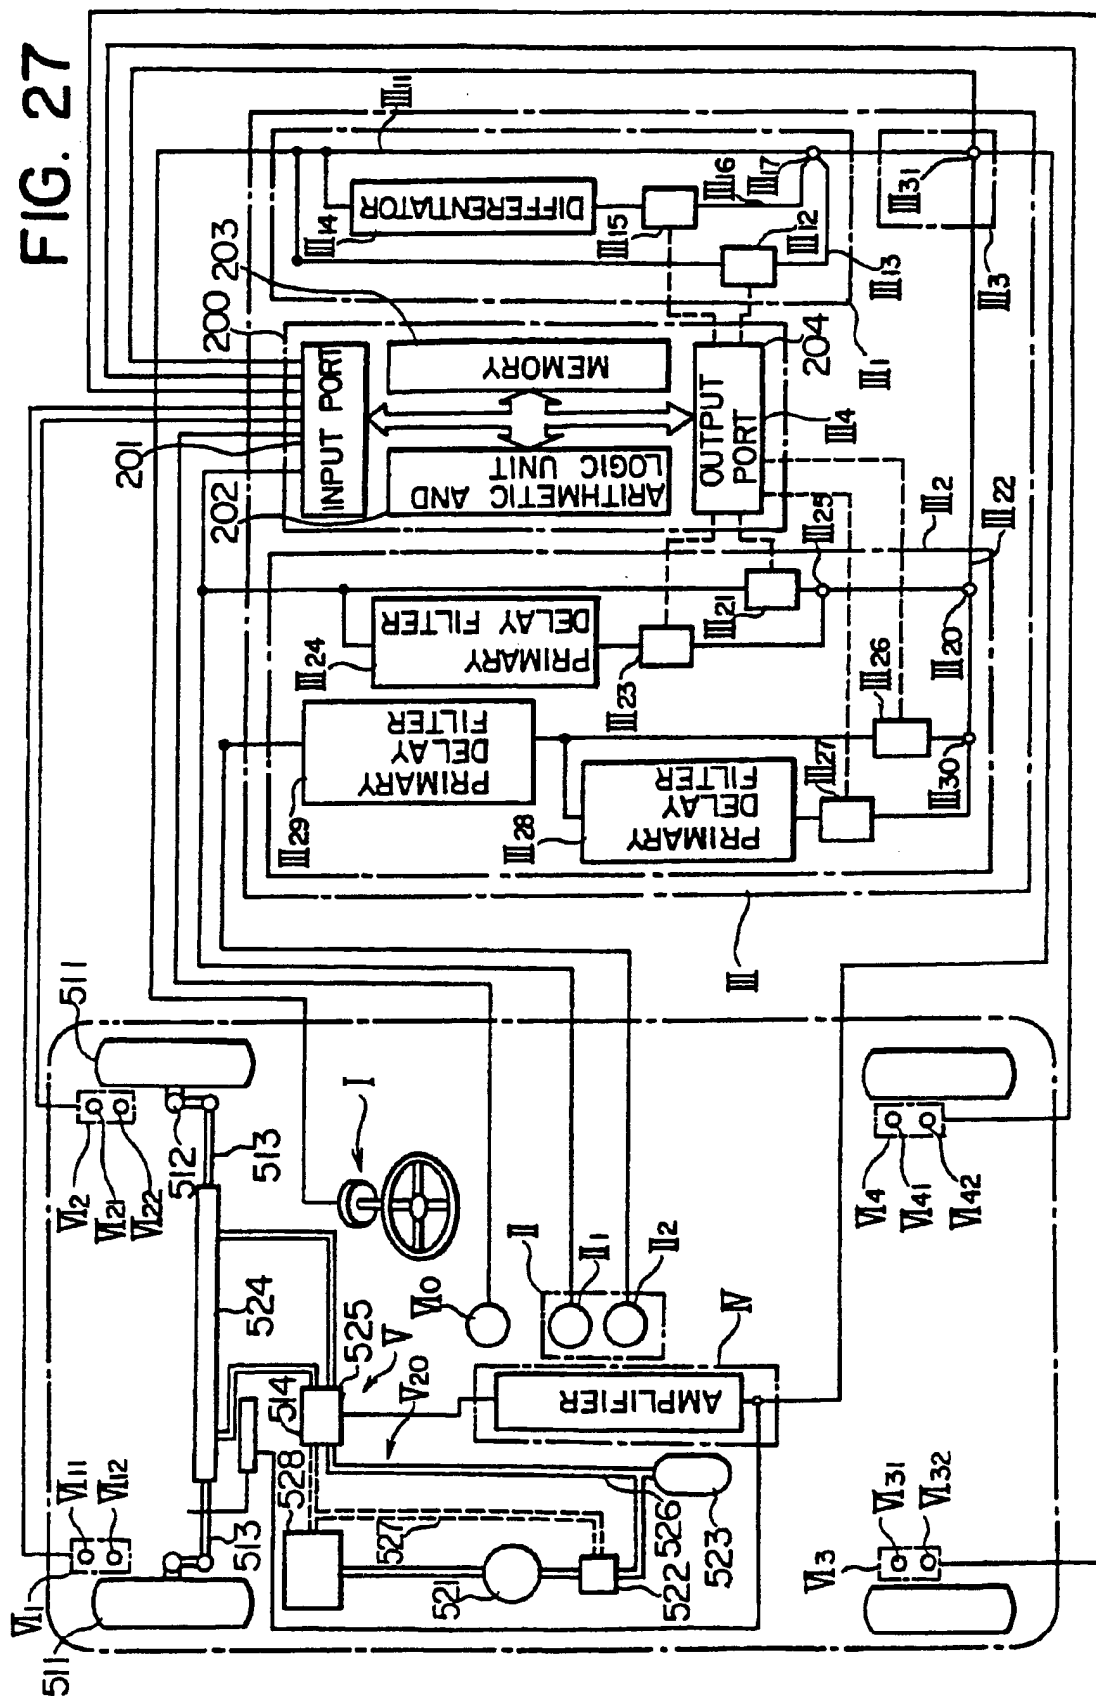 FIG. 27
III11
III14
DIFFERENTIATOR
III15
III16
III17
III12
III13
III31
III3
III1
200
203
201
INPUT PORT
202
MEMORY
ARITHMETIC AND
LOGIC UNIT
OUTPUT
PORT
204
III4
III2
III22
III24
PRIMARY
DELAY FILTER
III23
III21
III25
III20
III26
III29
PRIMARY
DELAY
FILTER
III28
PRIMARY
DELAY
FILTER
III27
III30
III
511
VI2
VI21
VI22
512
513
I
524
VI0
II
II1
II2
IV
AMPLIFIER
525
V
V20
514
528
527
526
521
522
523
VI1
VI11
VI12
513
511
VI4
VI41
VI42
VI3
VI31
VI32